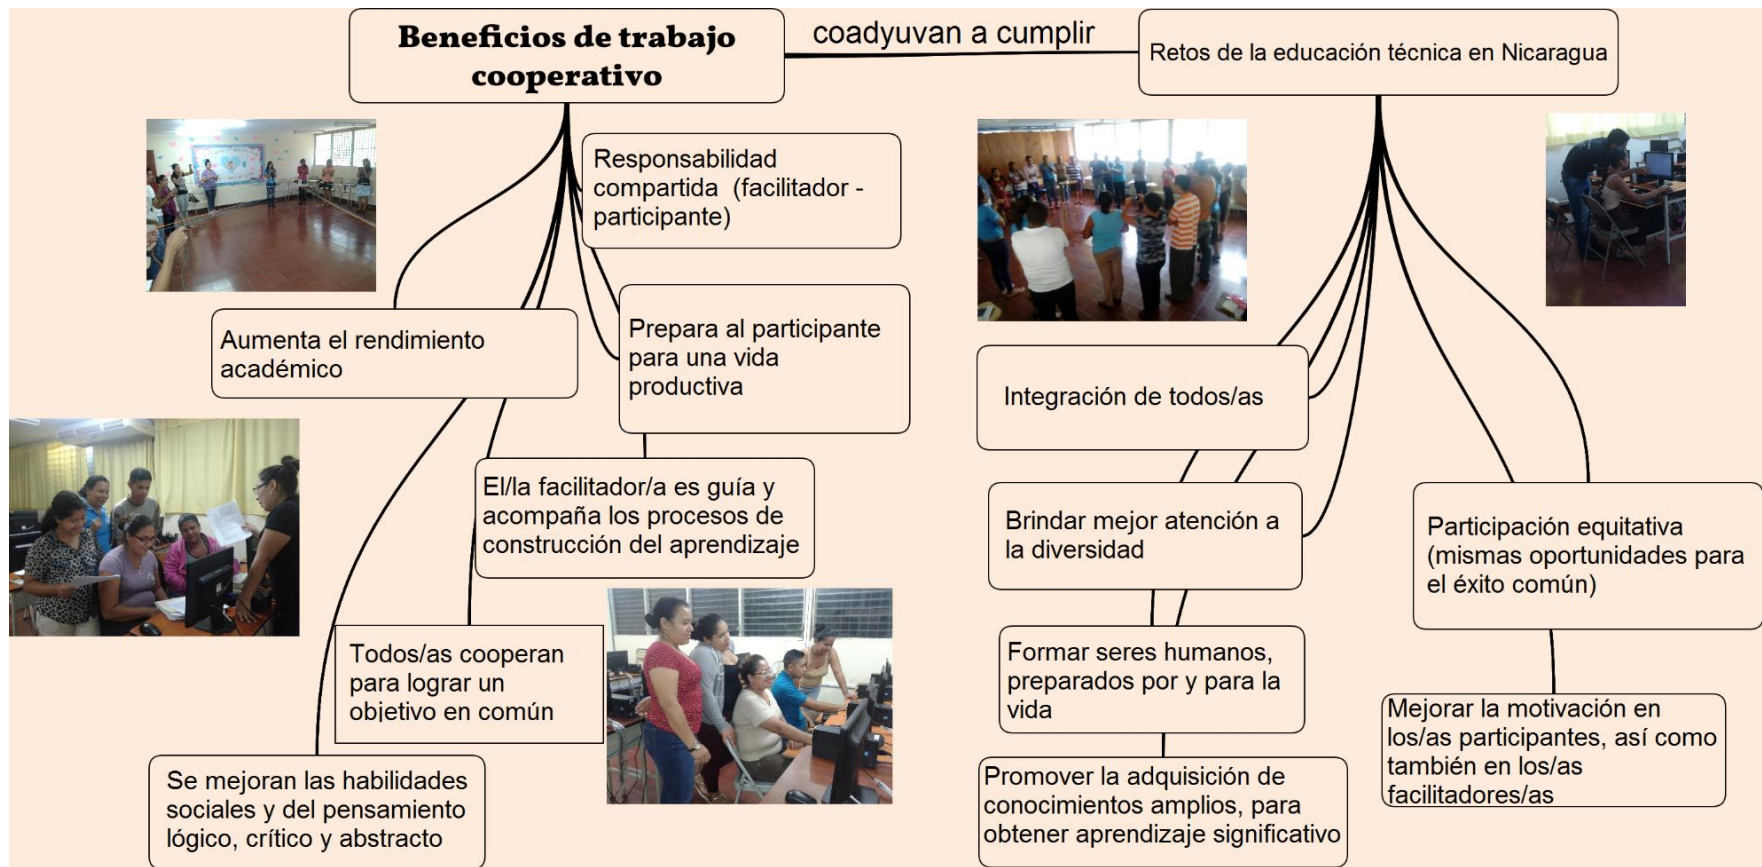 Beneficios de trabajo
cooperativo
coadyuvan a cumplir
Retos de la educación técnica en Nicaragua
Responsabilidad
compartida (facilitador -
participante)
Aumenta el rendimiento
académico
Prepara al participante
para una vida
productiva
El/la facilitador/a es guía y
acompaña los procesos de
construcción del aprendizaje
Todos/as cooperan
para lograr un
objetivo en común
Se mejoran las habilidades
sociales y del pensamiento
lógico, crítico y abstracto
Integración de todos/as
Brindar mejor atención a
la diversidad
Formar seres humanos,
preparados por y para la
vida
Promover la adquisición de
conocimientos amplios, para
obtener aprendizaje significativo
Participación equitativa
(mismas oportunidades para
el éxito común)
Mejorar la motivación en
los/as participantes, así como
también en los/as
facilitadores/as